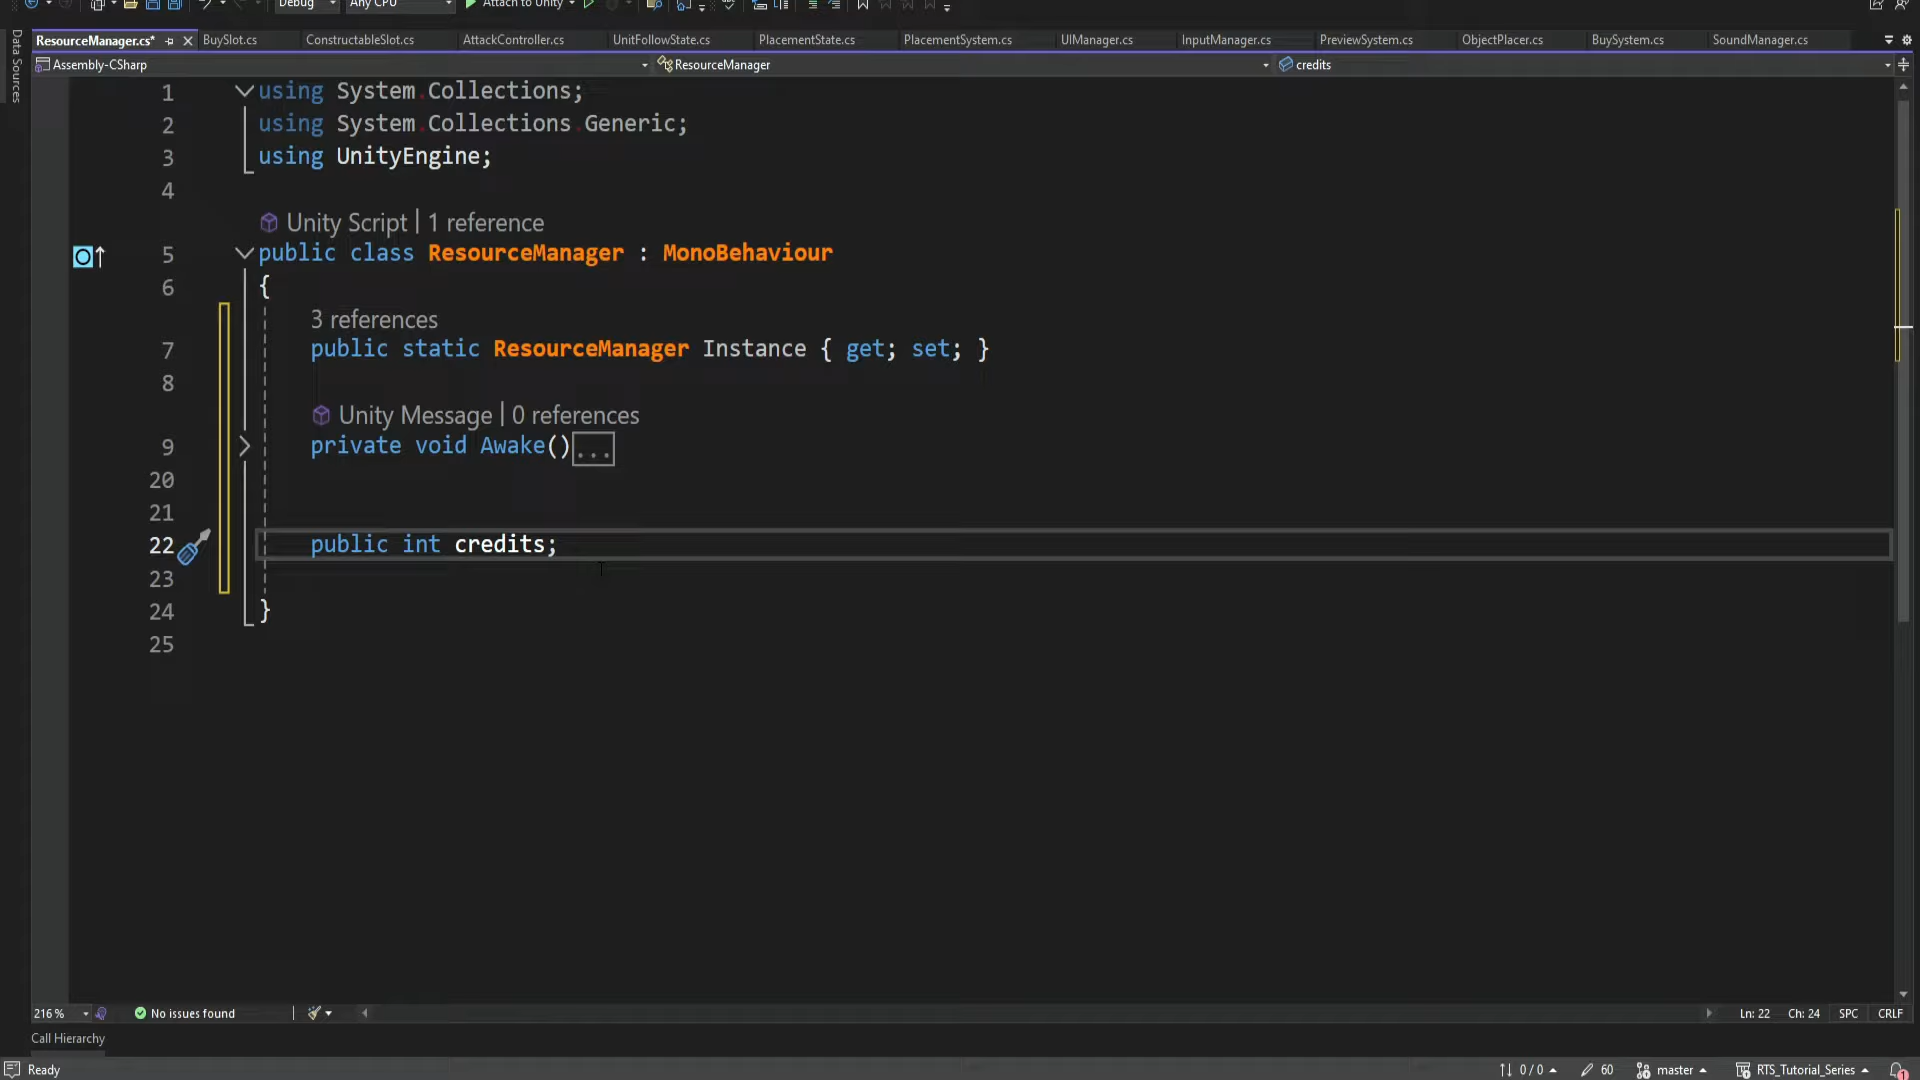 Debug Any CPU Attach to Unity
ResourceManager.cs* BuySlot.cs ConstructableSlot.cs AttackController.cs UnitFollowState.cs PlacementState.cs PlacementSystem.cs UIManager.cs InputManager.cs PreviewSystem.cs ObjectPlacer.cs BuySystem.cs SoundManager.cs
Data Sources
Assembly-CSharp ResourceManager credits
1 using System.Collections;
2 using System.Collections.Generic;
3 using UnityEngine;
4
Unity Script | 1 reference
5 public class ResourceManager : MonoBehaviour
6 {
3 references
7 public static ResourceManager Instance { get; set; }
8
Unity Message | 0 references
9 private void Awake()...
20
21
22 public int credits;
23
24 }
25
216 % No issues found Ln: 22 Ch: 24 SPC CRLF
Call Hierarchy
Ready 0 / 0 60 master RTS_Tutorial_Series 1